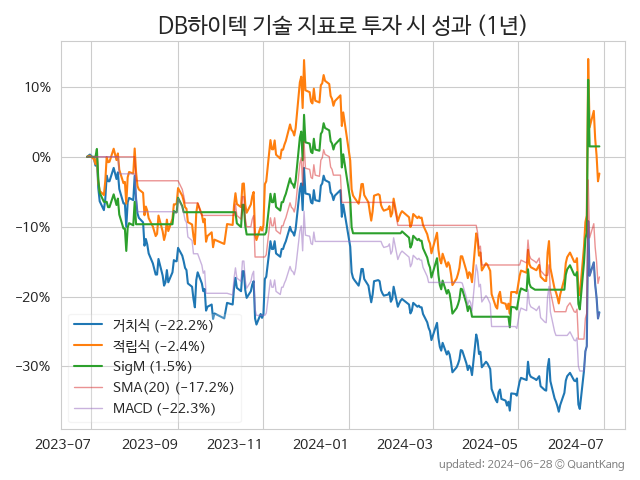 DB하이텍 기술 지표로 투자 시 성과 (1년)
10%
0%
−10%
−20%
−30%
거치식 (−22.2%)
적립식 (−2.4%)
SigM (1.5%)
SMA(20) (−17.2%)
MACD (−22.3%)
2023-07 2023-09 2023-11 2024-01 2024-03 2024-05 2024-07
updated: 2024-06-28 © QuantKang